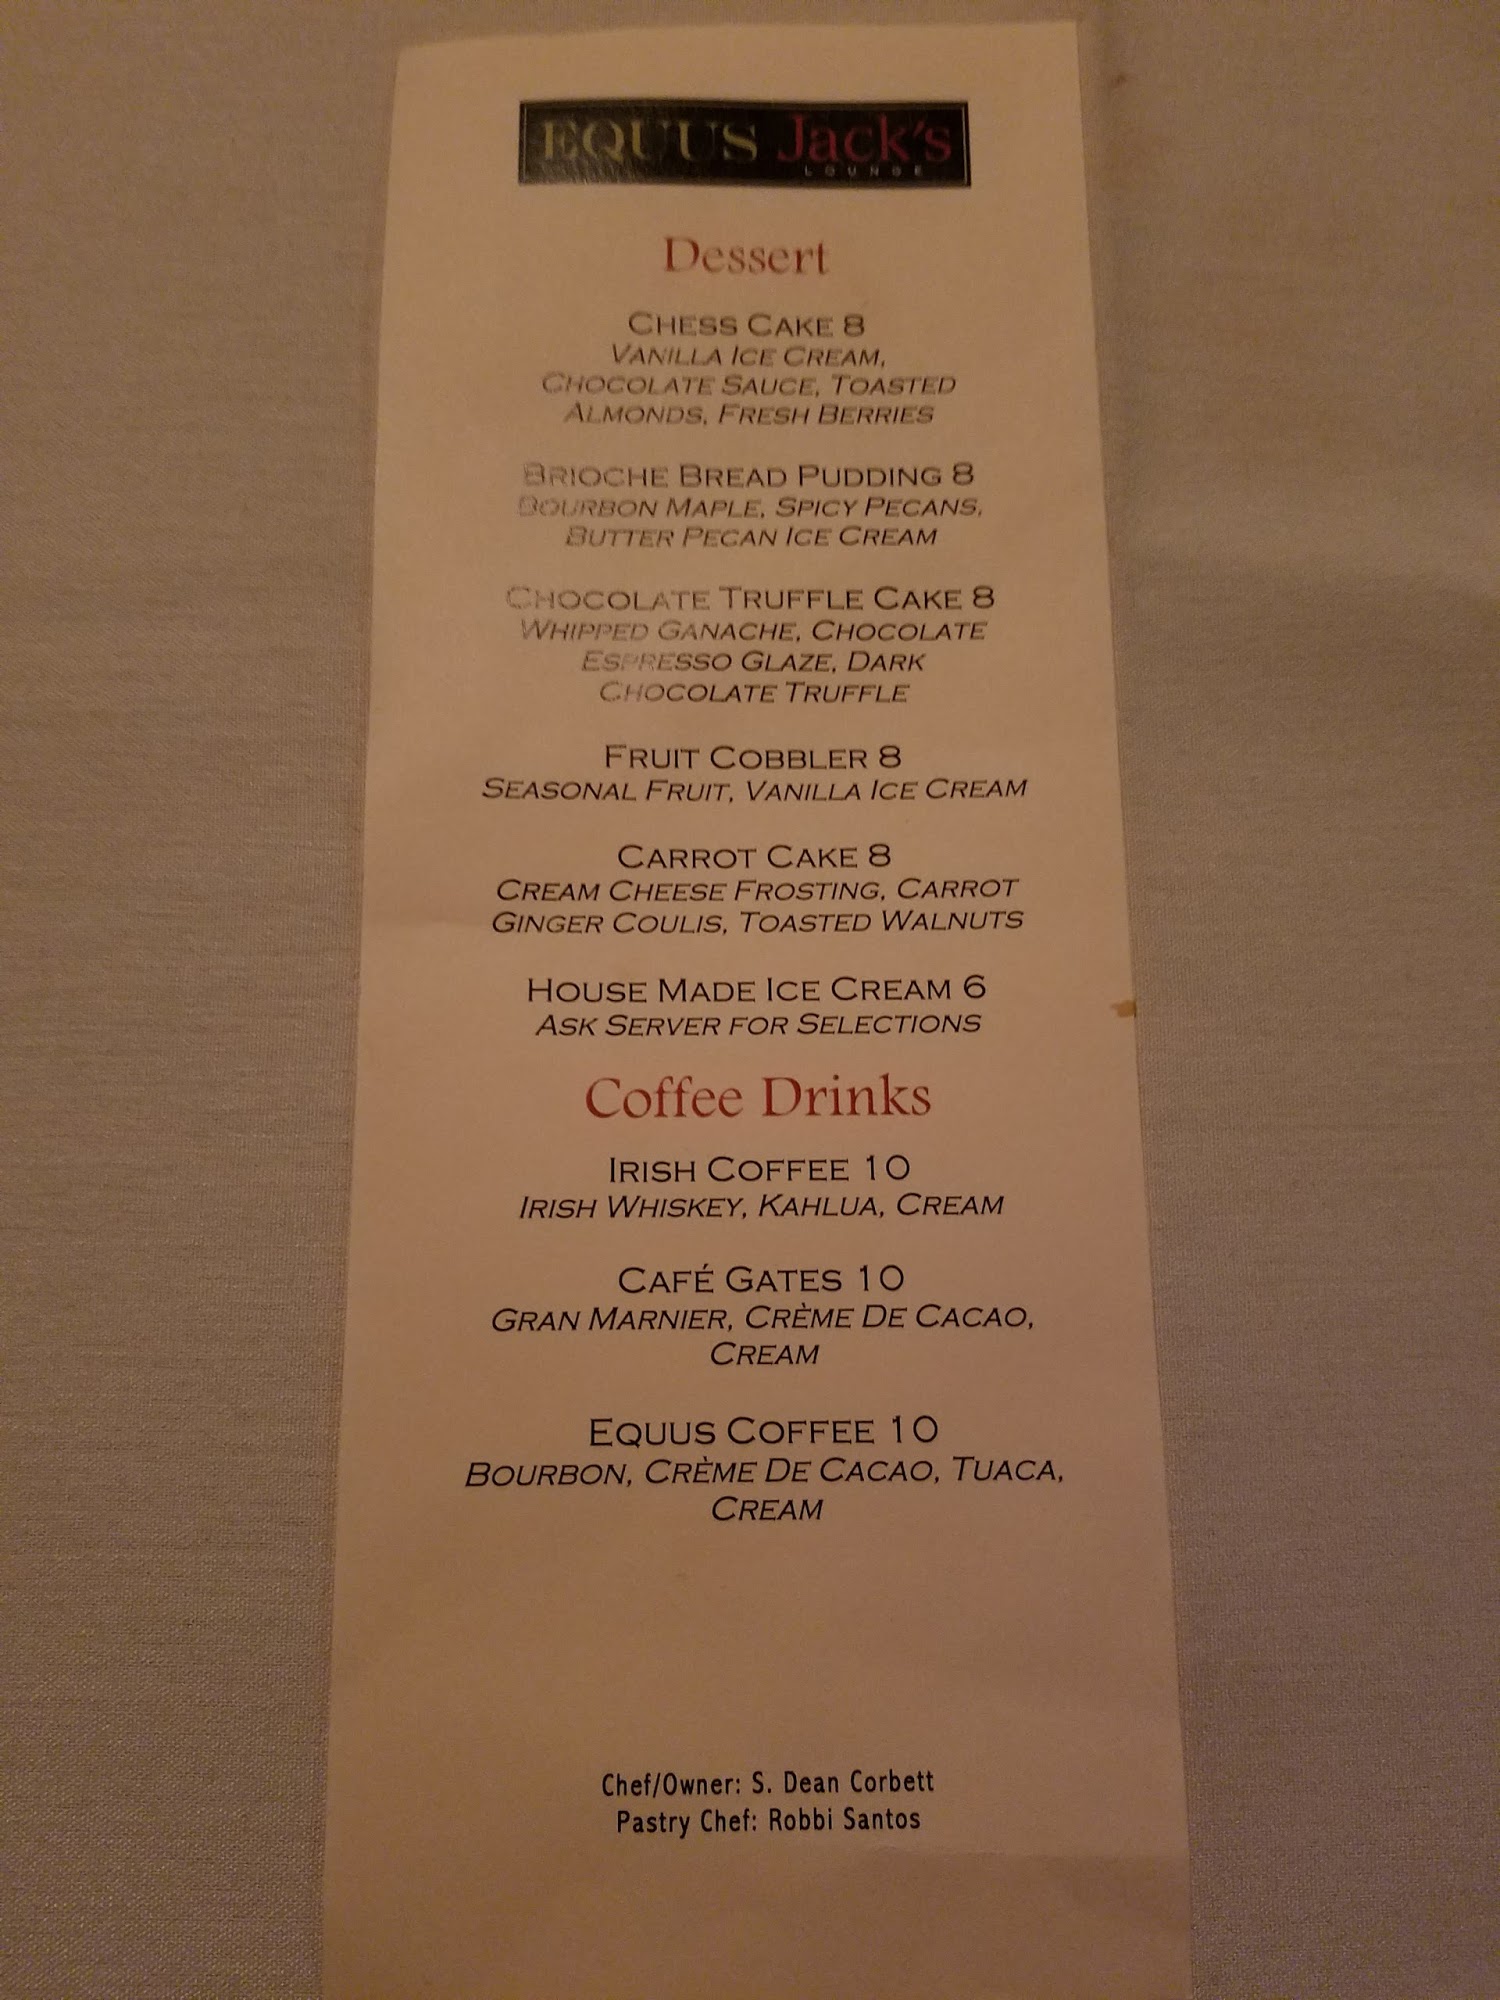 EQUUS Jack's
LOUNGE
Dessert
CHESS CAKE 8
VANILLA ICE CREAM,
CHOCOLATE SAUCE, TOASTED
ALMONDS, FRESH BERRIES
BRIOCHE BREAD PUDDING 8
BOURBON MAPLE, SPICY PECANS,
BUTTER PECAN ICE CREAM
CHOCOLATE TRUFFLE CAKE 8
WHIPPED GANACHE, CHOCOLATE
ESPRESSO GLAZE, DARK
CHOCOLATE TRUFFLE
FRUIT COBBLER 8
SEASONAL FRUIT, VANILLA ICE CREAM
CARROT CAKE 8
CREAM CHEESE FROSTING, CARROT
GINGER COULIS, TOASTED WALNUTS
HOUSE MADE ICE CREAM 6
ASK SERVER FOR SELECTIONS
Coffee Drinks
IRISH COFFEE 10
IRISH WHISKEY, KAHLUA, CREAM
CAFÉ GATES 10
GRAN MARNIER, CRÈME DE CACAO,
CREAM
EQUUS COFFEE 10
BOURBON, CRÈME DE CACAO, TUACA,
CREAM
Chef/Owner: S. Dean Corbett
Pastry Chef: Robbi Santos